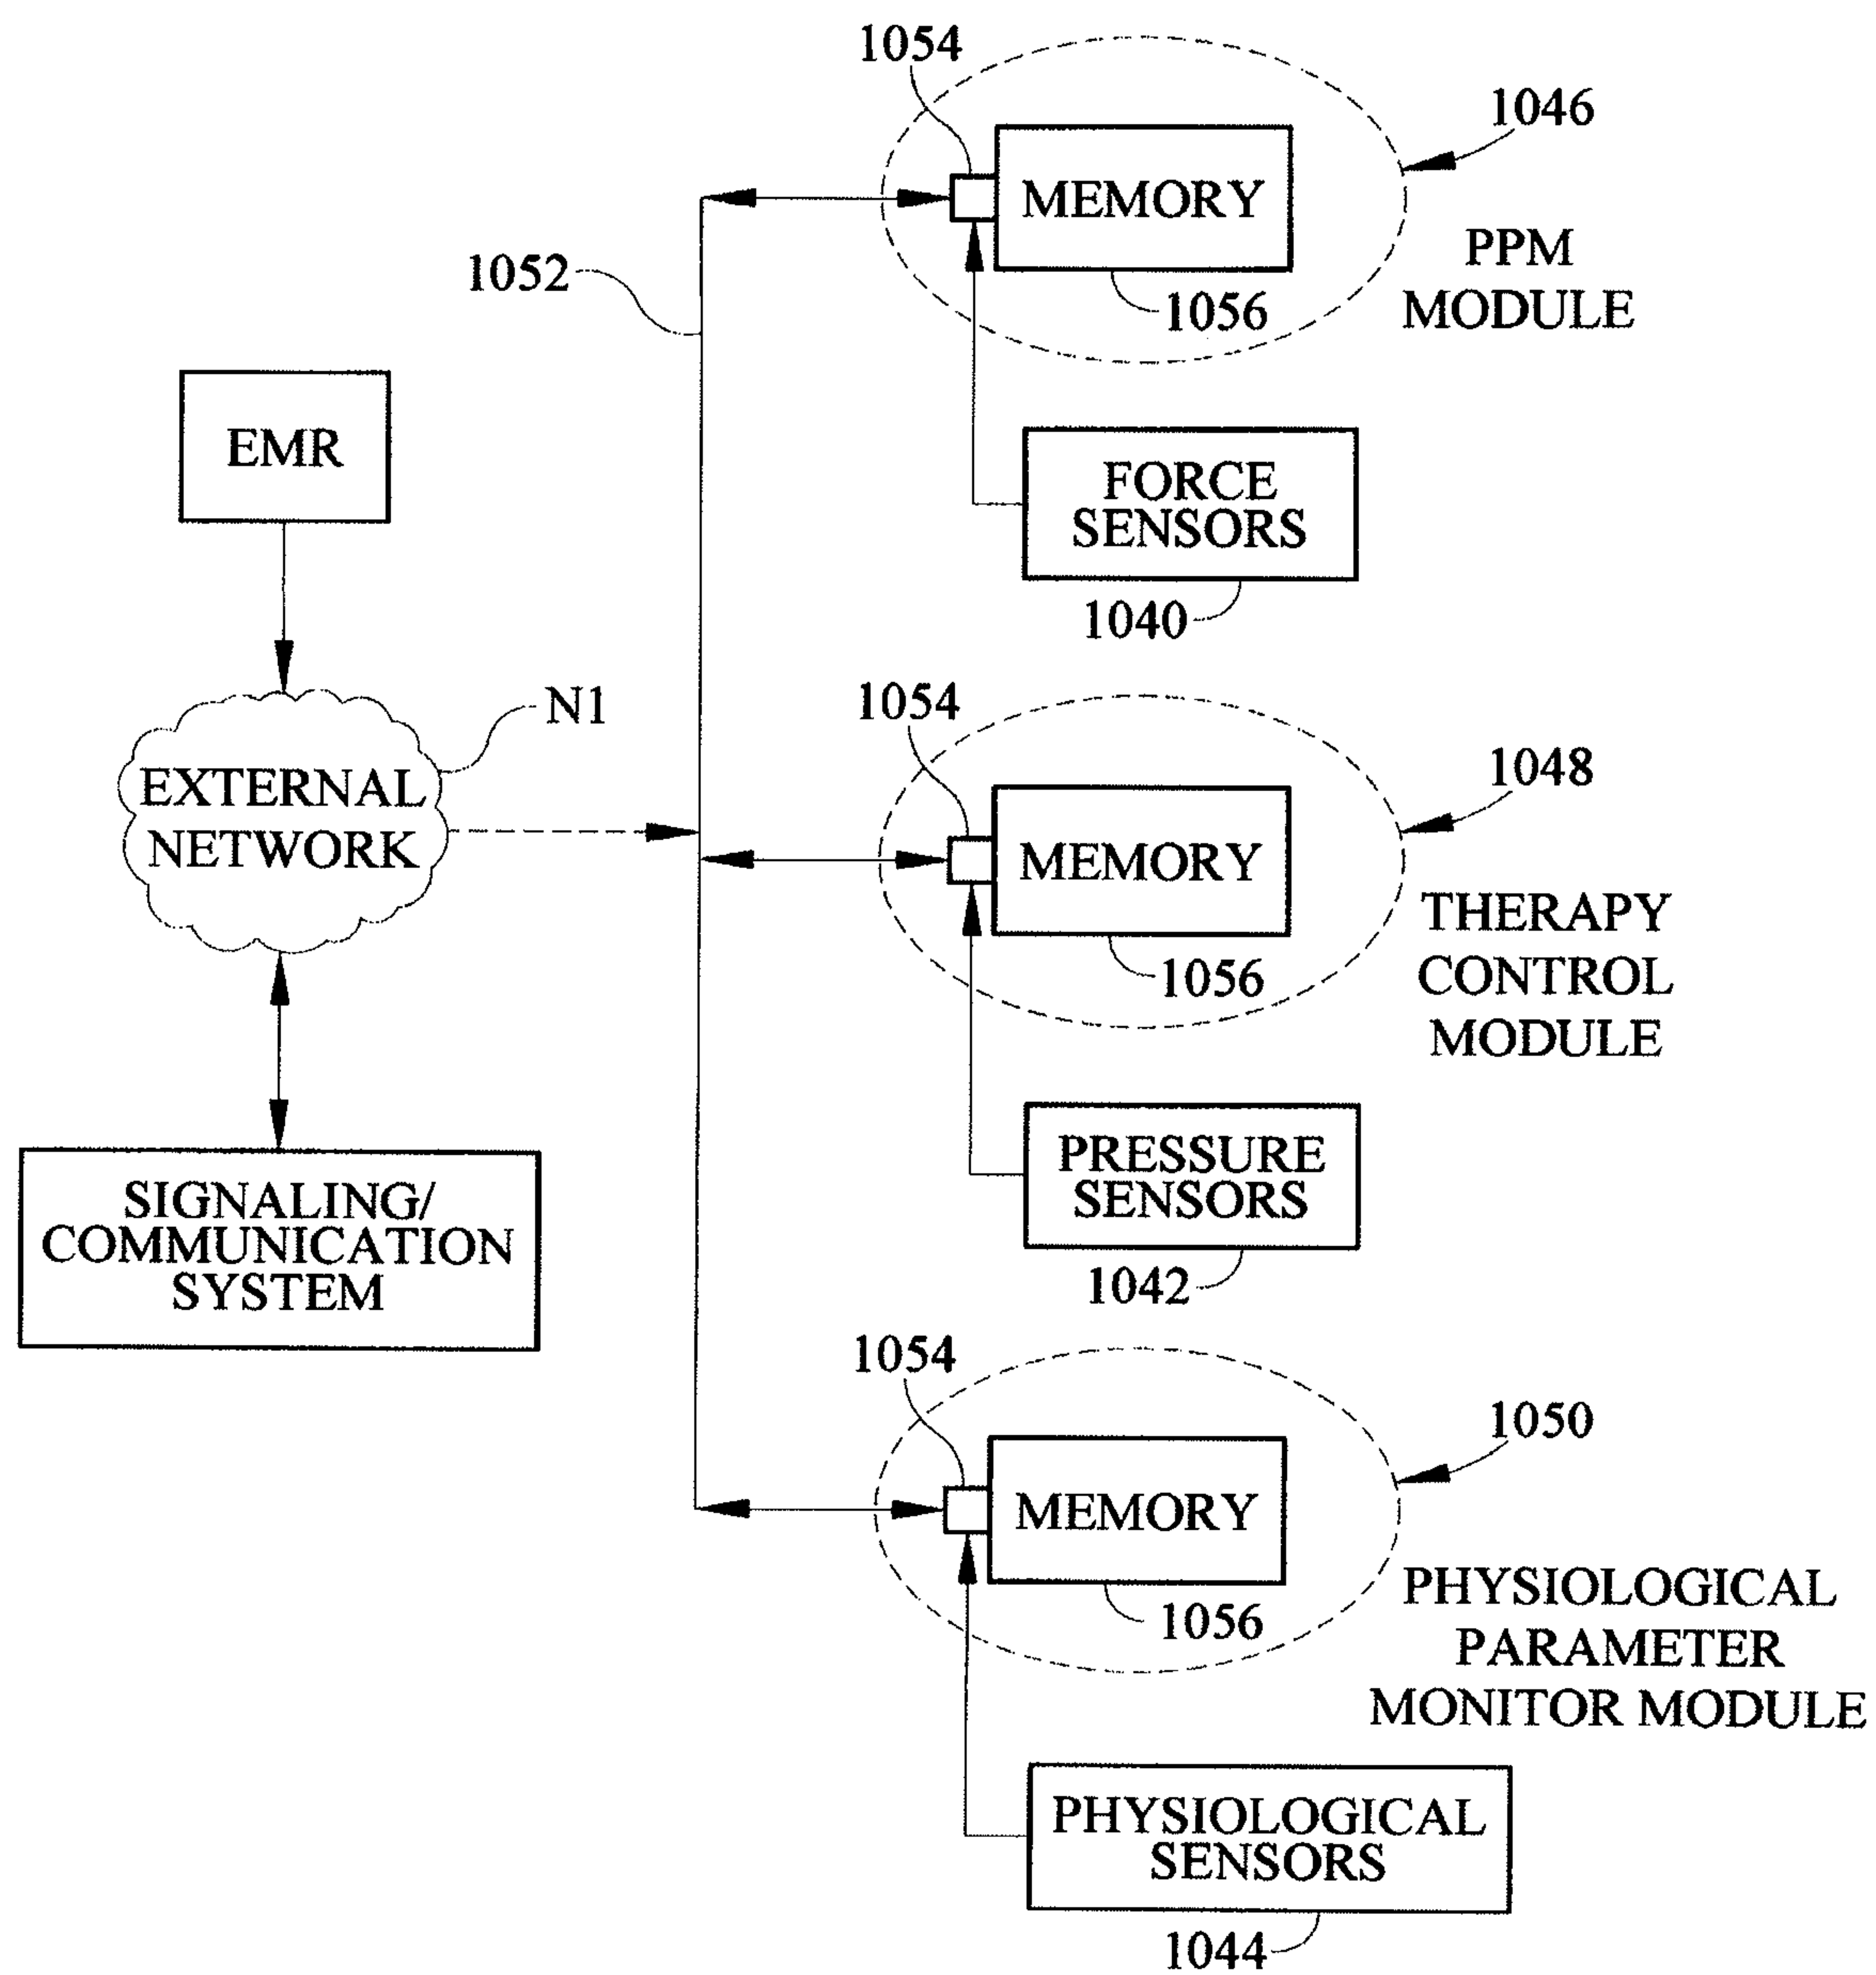 1054
1046
MEMORY
PPM
MODULE
1052
1056
EMR
FORCE
SENSORS
1040
N1
1054
1048
EXTERNAL
NETWORK
MEMORY
THERAPY
CONTROL
MODULE
1056
PRESSURE
SENSORS
SIGNALING/
COMMUNICATION
SYSTEM
1042
1054
1050
MEMORY
PHYSIOLOGICAL
PARAMETER
MONITOR MODULE
1056
PHYSIOLOGICAL
SENSORS
1044